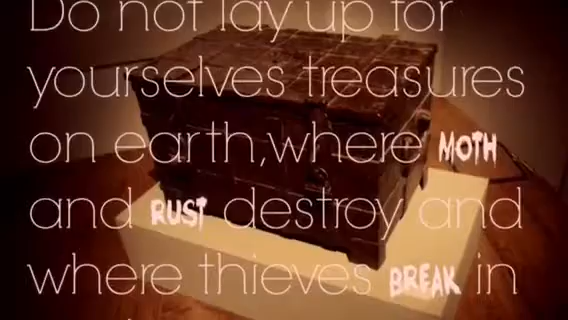 Do not lay up for
yourselves treasures
on earth,where MOTH
and RUST destroy and
where thieves BREAK in